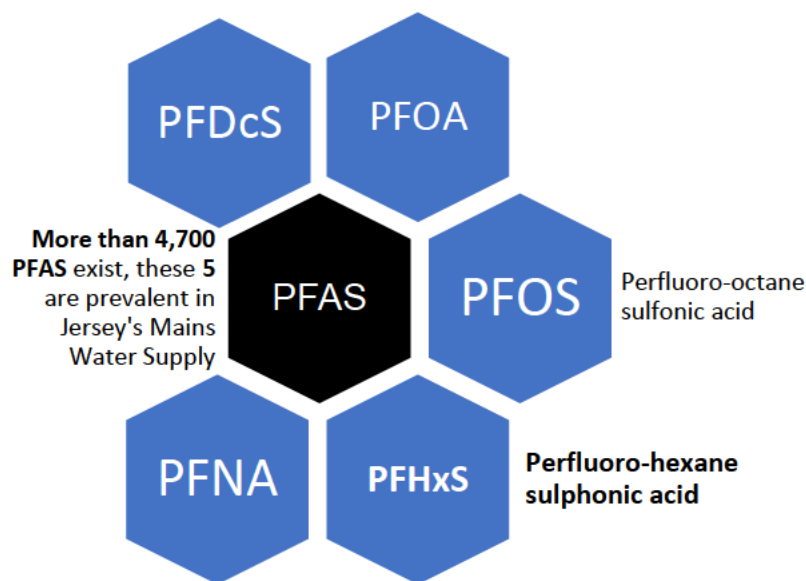 PFDcS
PFOA
More than 4,700
PFAS exist, these 5
are prevalent in
Jersey's Mains
Water Supply
PFAS
PFOS
Perfluoro-octane
sulfonic acid
PFNA
PFHxS
Perfluoro-hexane
sulphonic acid